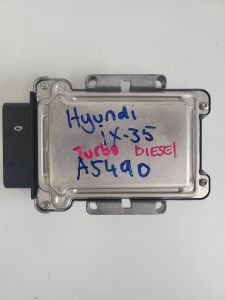 Hyundi
ix-35
Turbo DIESEL
A5490